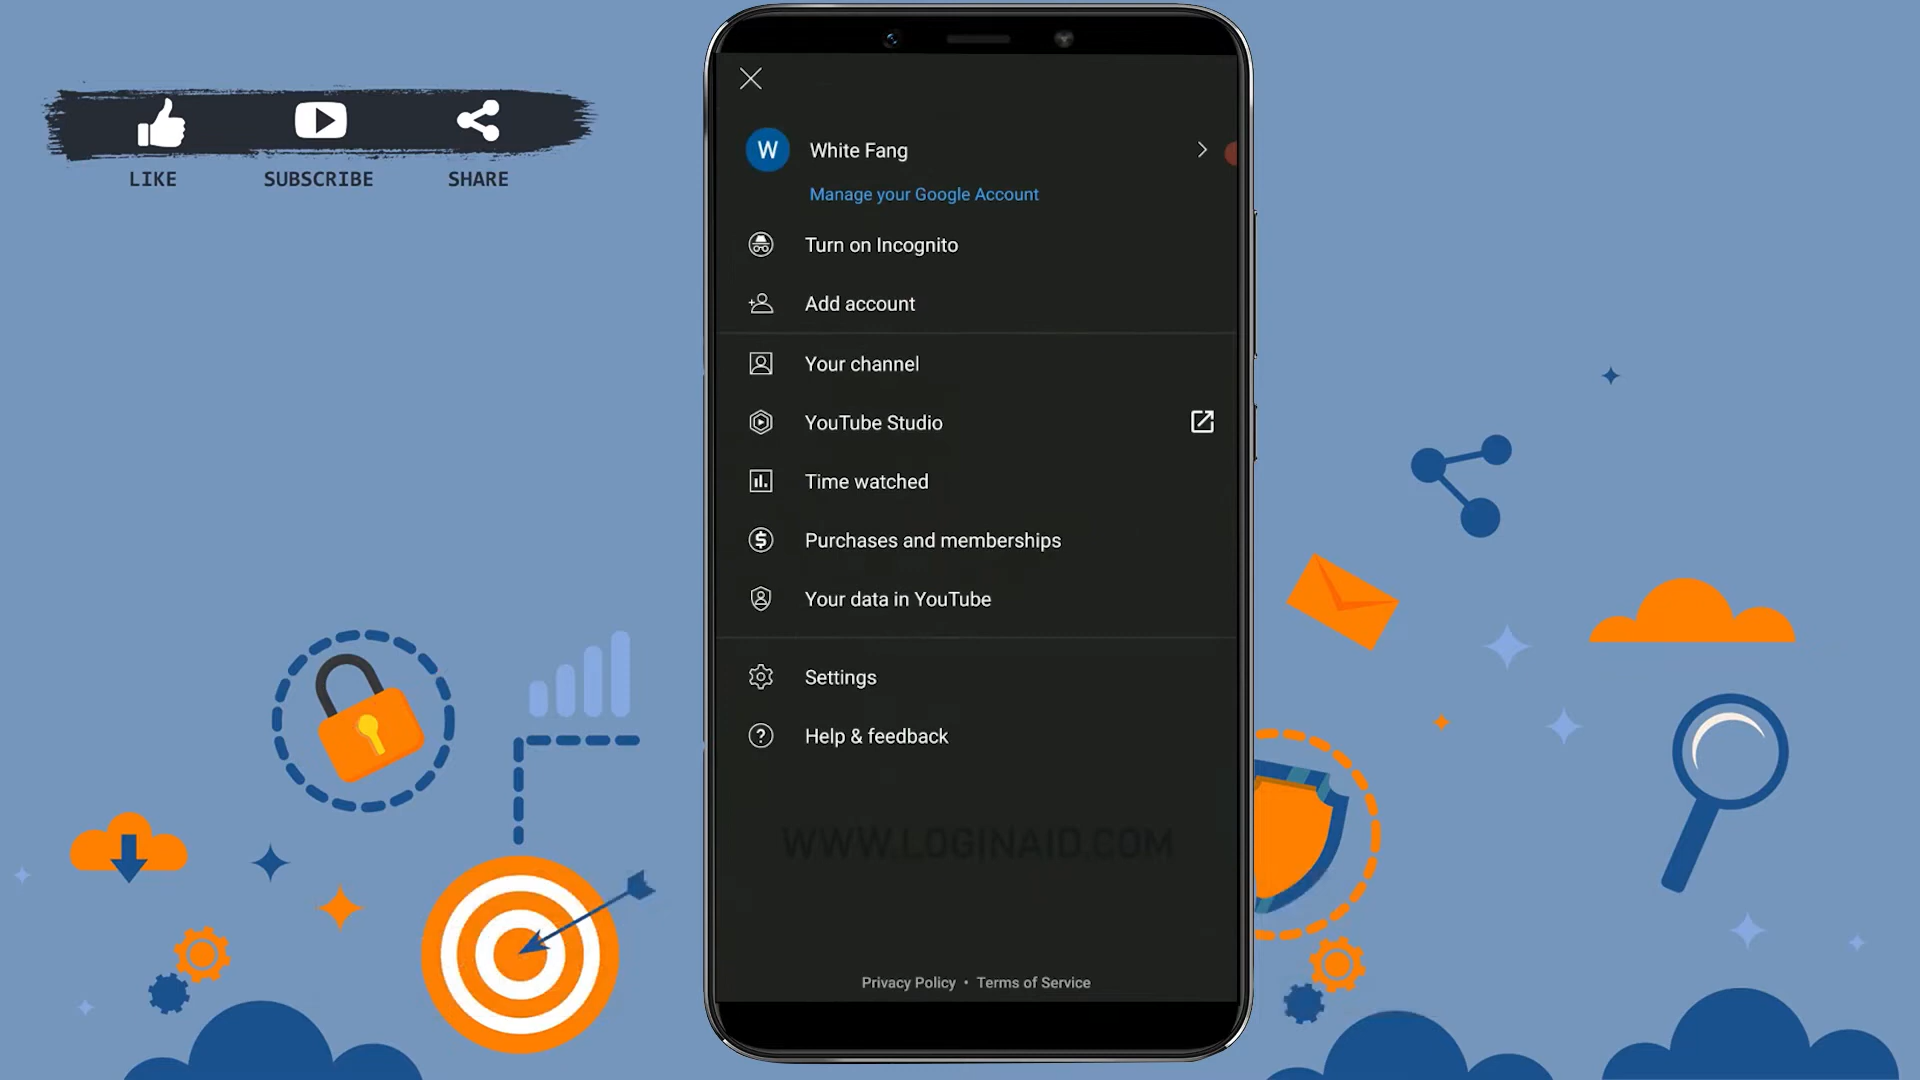 LIKE SUBSCRIBE SHARE
W White Fang
Manage your Google Account
Turn on Incognito
Add account
Your channel
YouTube Studio
Time watched
Purchases and memberships
Your data in YouTube
Settings
Help & feedback
WWW.LOGINAID.COM
Privacy Policy • Terms of Service